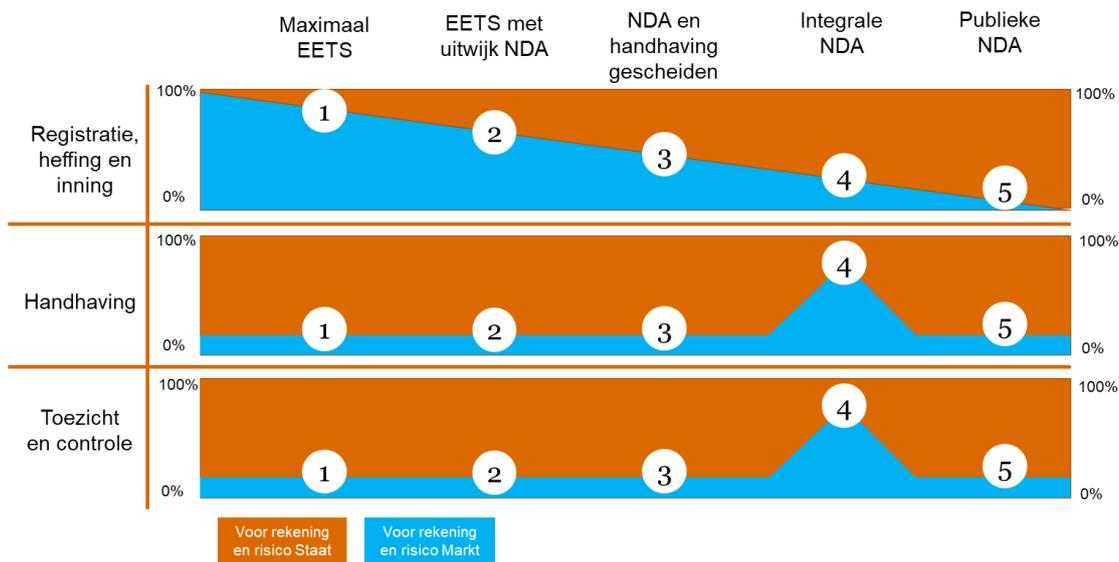 Maximaal
EETS
EETS met
uitwijk NDA
NDA en
handhaving
gescheiden
Integrale
NDA
Publieke
NDA
Registratie,
heffing en
inning
100%
0%
1
2
3
4
5
100%
0%
Handhaving
100%
0%
1
2
3
4
5
100%
0%
Toezicht
en controle
100%
0%
1
2
3
4
5
100%
0%
Voor rekening
en risico Staat
Voor rekening
en risico Markt